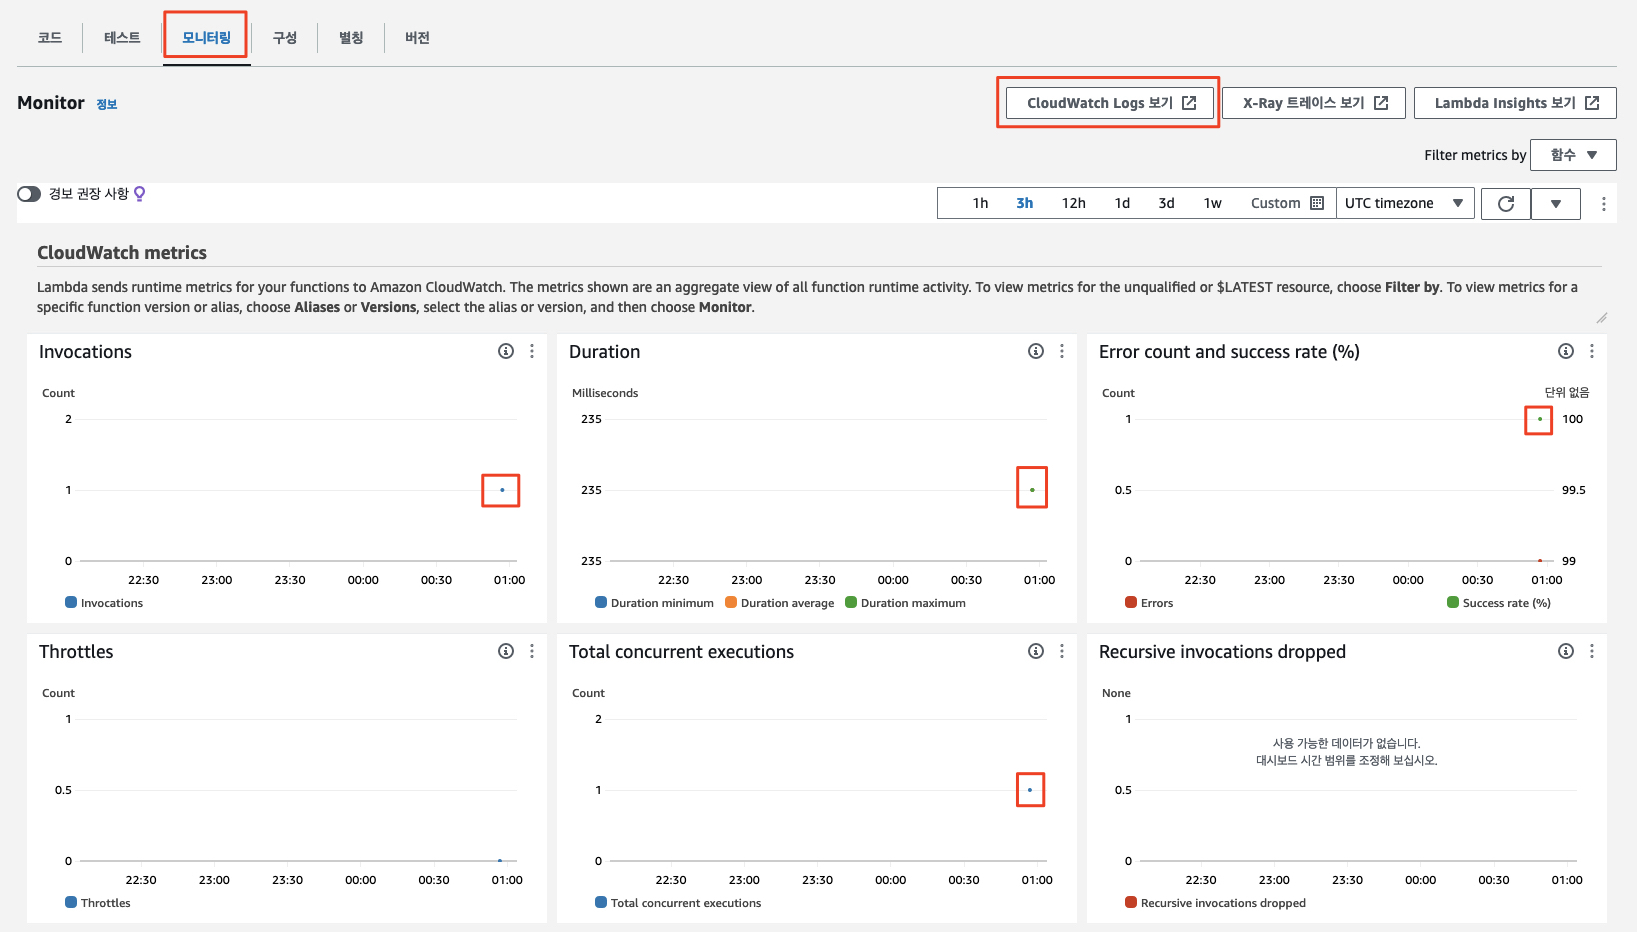 코드 테스트 모니터링 구성 별칭 버전
Monitor 정보
CloudWatch Logs 보기 X-Ray 트레이스 보기 Lambda Insights 보기
Filter metrics by 함수
경보 권장 사항
1h 3h 12h 1d 3d 1w Custom UTC timezone
CloudWatch metrics
Lambda sends runtime metrics for your functions to Amazon CloudWatch. The metrics shown are an aggregate view of all function runtime activity. To view metrics for the unqualified or $LATEST resource, choose Filter by. To view metrics for a
specific function version or alias, choose Aliases or Versions, select the alias or version, and then choose Monitor.
Invocations
Count
2
1
0
22:30 23:00 23:30 00:00 00:30 01:00
Invocations
Duration
Milliseconds
235
235
235
22:30 23:00 23:30 00:00 00:30 01:00
Duration minimum Duration average Duration maximum
Error count and success rate (%)
Count 단위 없음
1 100
0.5 99.5
0 99
22:30 23:00 23:30 00:00 00:30 01:00
Errors Success rate (%)
Throttles
Count
1
0.5
0
22:30 23:00 23:30 00:00 00:30 01:00
Throttles
Total concurrent executions
Count
2
1
0
22:30 23:00 23:30 00:00 00:30 01:00
Total concurrent executions
Recursive invocations dropped
None
1
사용 가능한 데이터가 없습니다.
대시보드 시간 범위를 조정해 보십시오.
0.5
0
22:30 23:00 23:30 00:00 00:30 01:00
Recursive invocations dropped